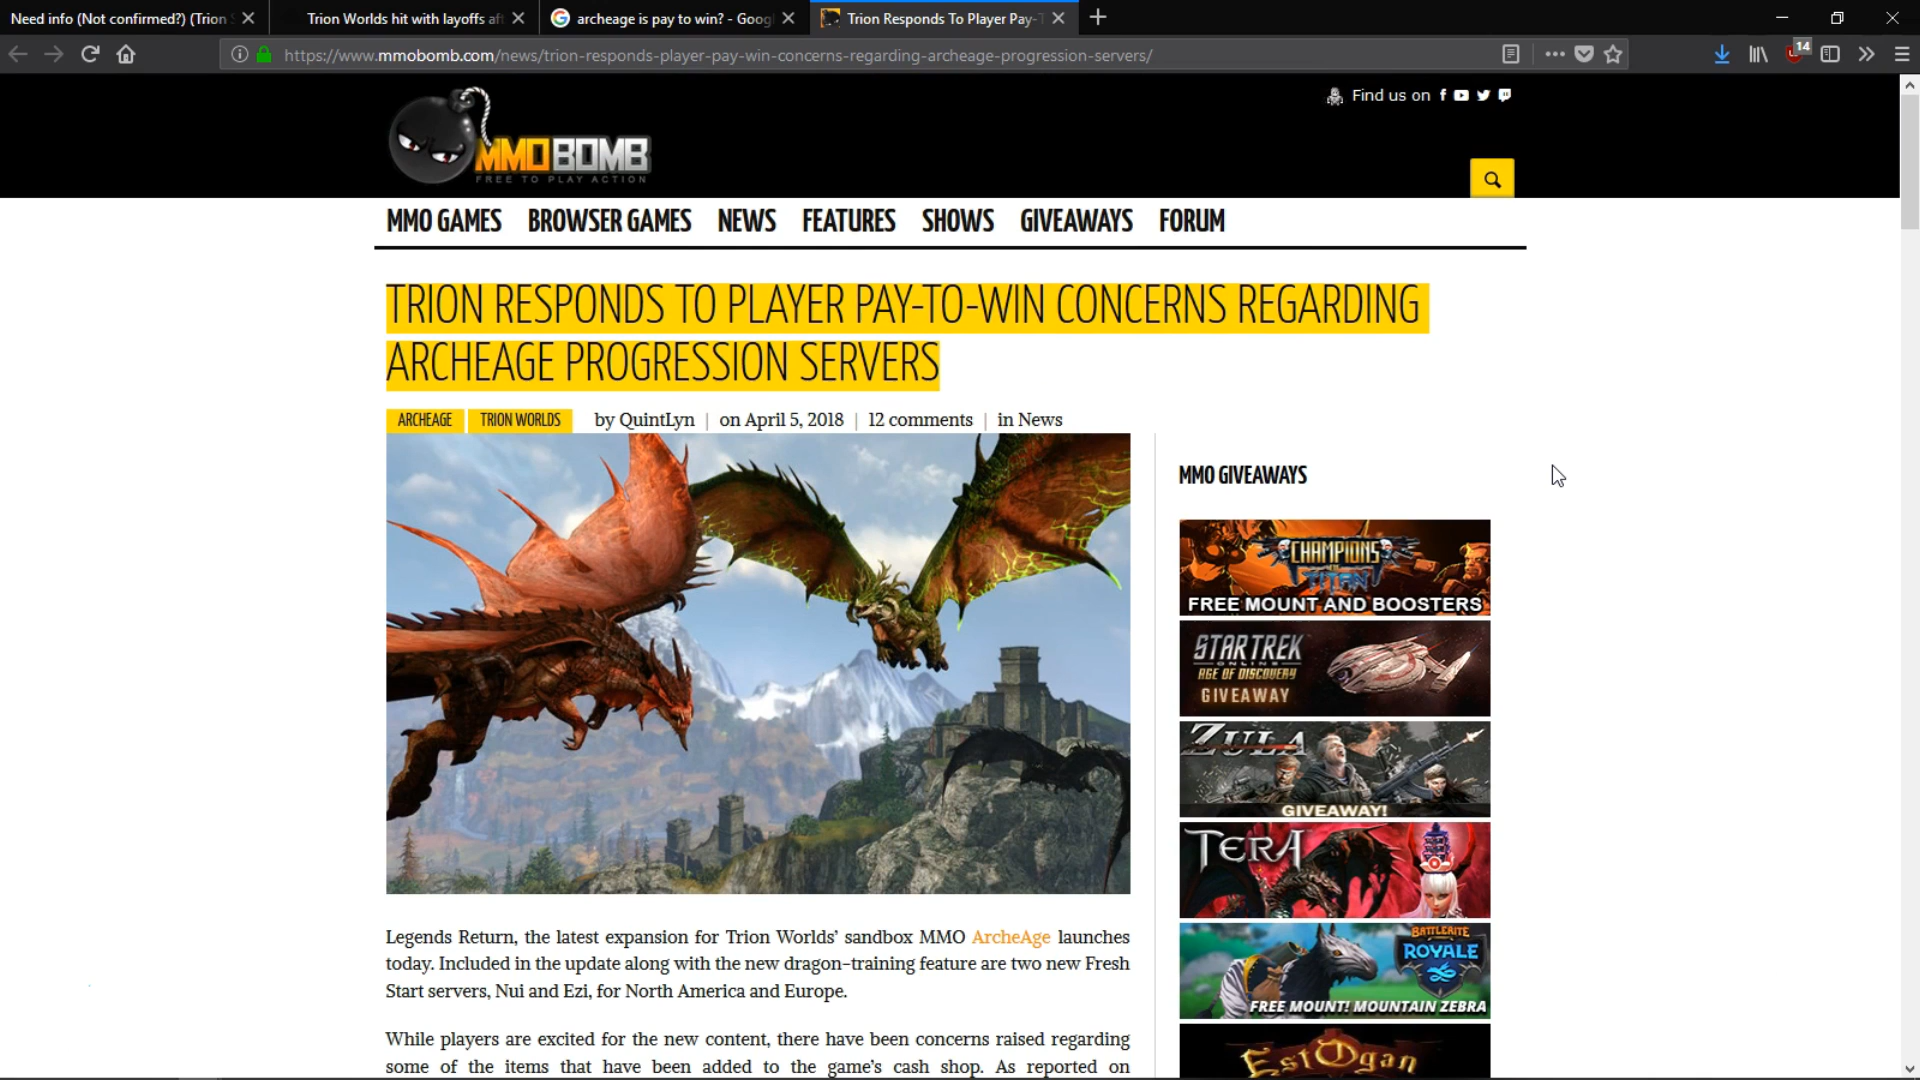 Need info (Not confirmed?) (Trion
Trion Worlds hit with layoffs aft
archeage is pay to win? - Goog
Trion Responds To Player Pay-T
https://www.mmobomb.com/news/trion-responds-player-pay-win-concerns-regarding-archeage-progression-servers/
14
Find us on
MMO BOMB
FREE TO PLAY ACTION
MMO GAMES BROWSER GAMES NEWS FEATURES SHOWS GIVEAWAYS FORUM
TRION RESPONDS TO PLAYER PAY-TO-WIN CONCERNS REGARDING
ARCHEAGE PROGRESSION SERVERS
ARCHEAGE TRION WORLDS by QuintLyn | on April 5, 2018 | 12 comments | in News
Legends Return, the latest expansion for Trion Worlds' sandbox MMO ArcheAge launches
today. Included in the update along with the new dragon-training feature are two new Fresh
Start servers, Nui and Ezi, for North America and Europe.
While players are excited for the new content, there have been concerns raised regarding
some of the items that have been added to the game's cash shop. As reported on
MMO GIVEAWAYS
CHAMPIONS
TITAN
FREE MOUNT AND BOOSTERS
STAR TREK
ONLINE
AGE OF DISCOVERY
GIVEAWAY
ZULA
GIVEAWAY!
TERA
BATTLERITE
ROYALE
FREE MOUNT! MOUNTAIN ZEBRA
EstOgan